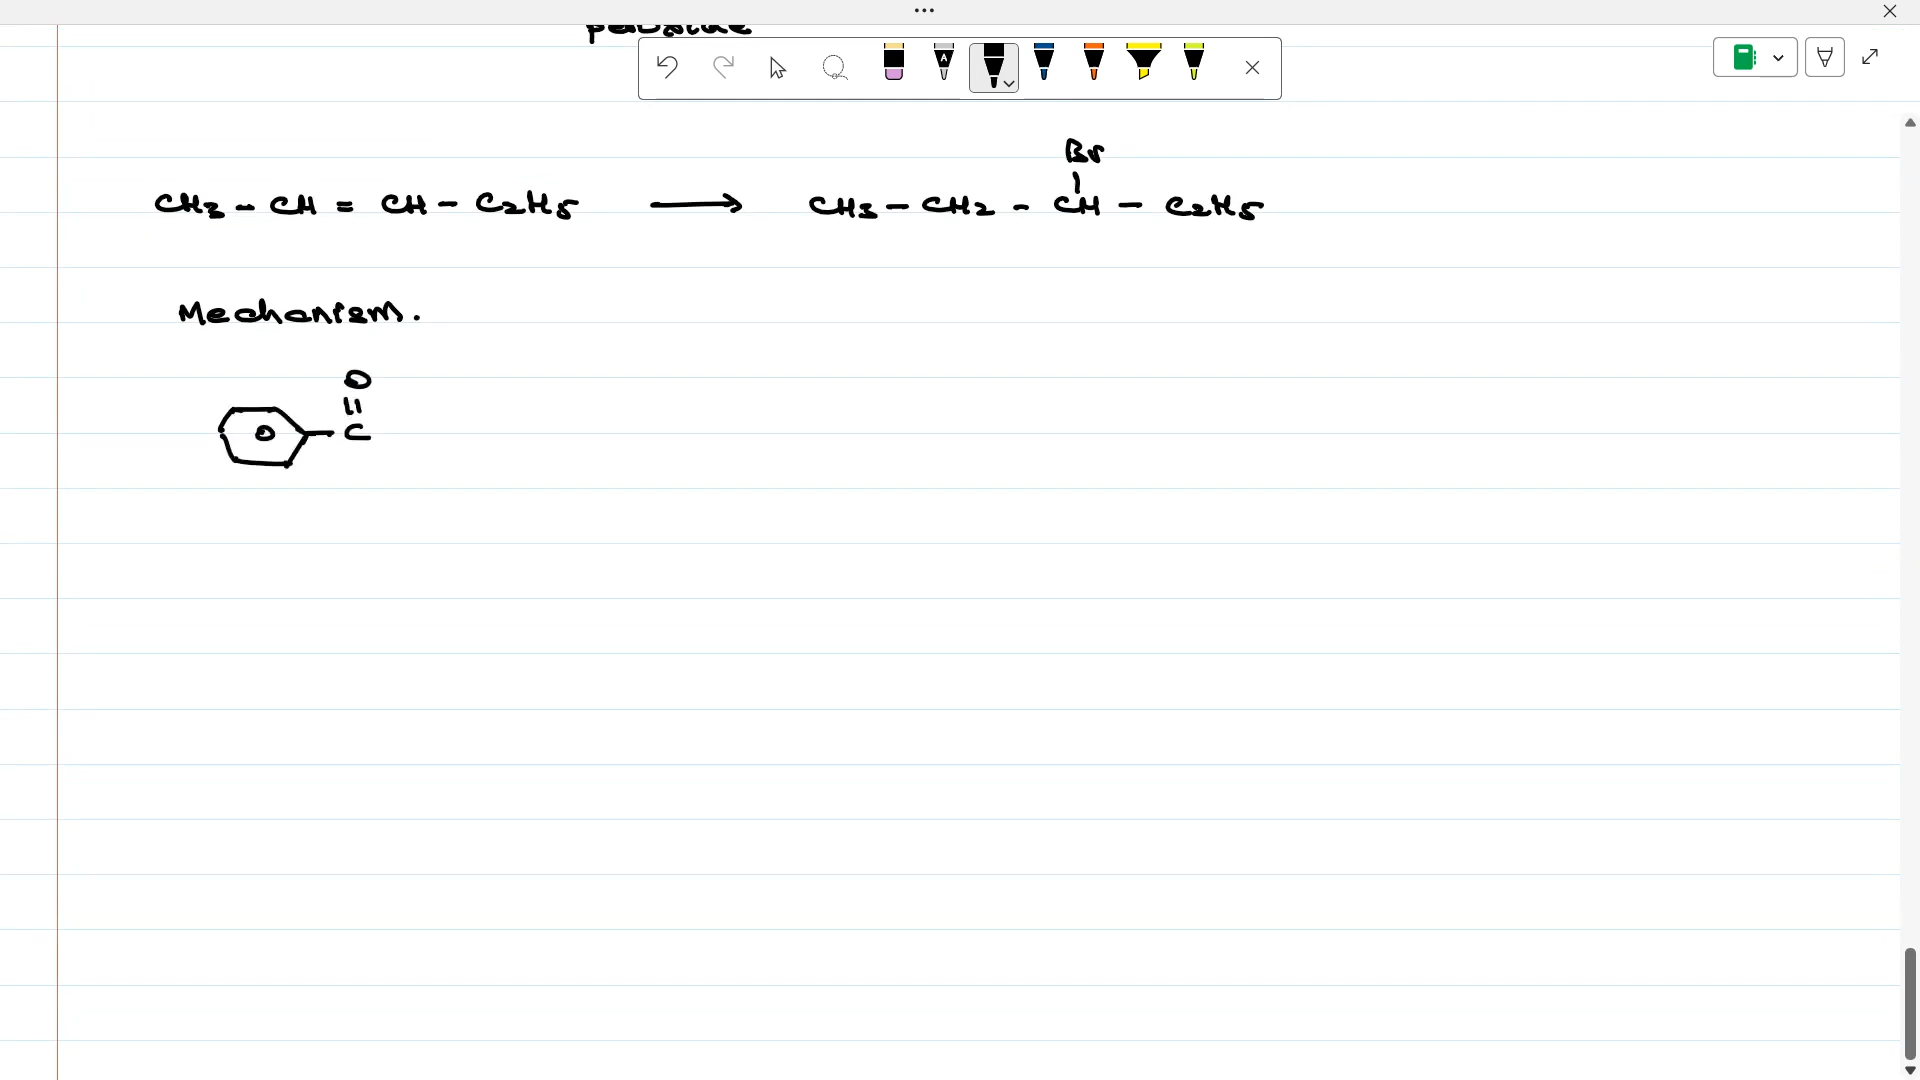 Br
CH3 - CH = CH - C2H5 ⟶ CH3 - CH2 - CH - C2H5
Mechanism.
O
C